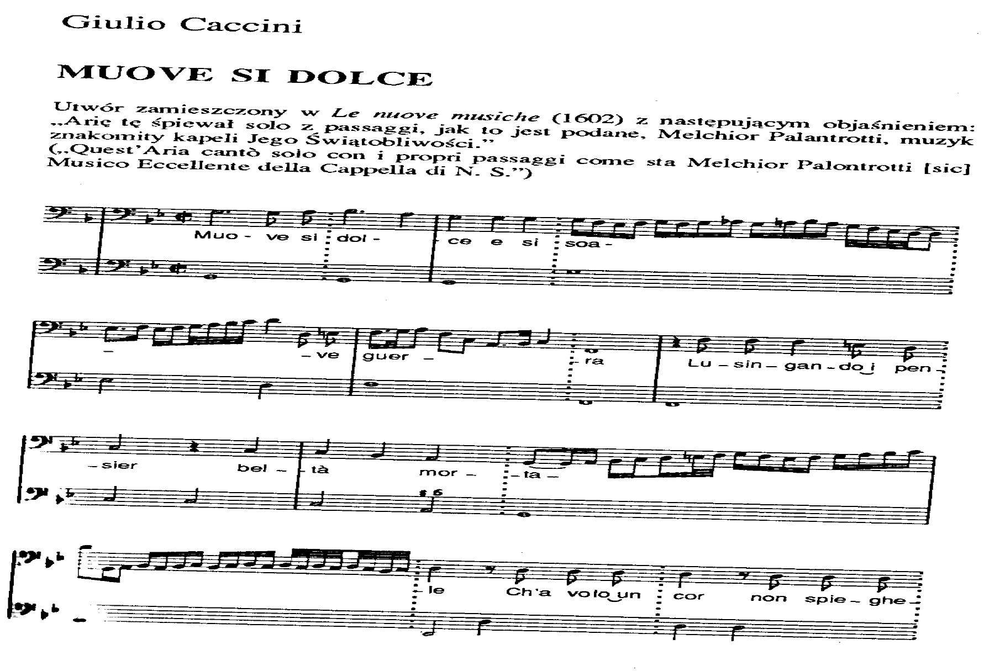 Giulio Caccini
MUOVE SI DOLCE
Utwór zamieszczony w Le nuove musiche (1602) z następującym objaśnieniem:
„Arię tę śpiewał solo z passaggi, jak to jest podane, Melchior Palantrotti, muzyk
znakomity kapeli Jego Świątobliwości.”
(„Quest'Aria cantò solo con i propri passaggi come sta Melchior Palontrotti [sic]
Musico Eccellente della Cappella di N. S.”)
Muo - ve si dol - - ce e si soa -
- - ve guer - - ra Lu - sin - gan - do i pen -
- sier bel - - tà mor - - ta -
# 6
- le Ch'a volo un cor non spie - ghe -